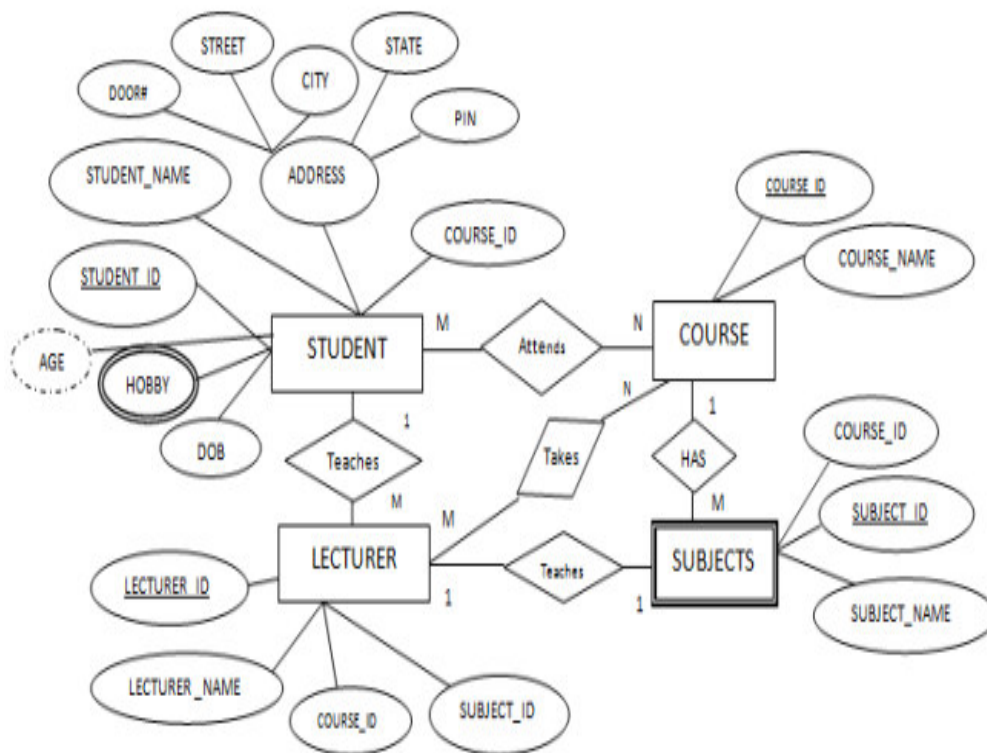 STREET
STATE
CITY
DOOR#
PIN
STUDENT_NAME
ADDRESS
COURSE_ID
COURSE_ID
COURSE_NAME
STUDENT_ID
AGE
HOBBY
DOB
STUDENT
M
Attends
N
COURSE
1
Teaches
M
N
Takes
M
1
HAS
M
COURSE_ID
SUBJECT_ID
SUBJECT_NAME
LECTURER
1
Teaches
1
SUBJECTS
LECTURER_ID
LECTURER_NAME
COURSE_ID
SUBJECT_ID